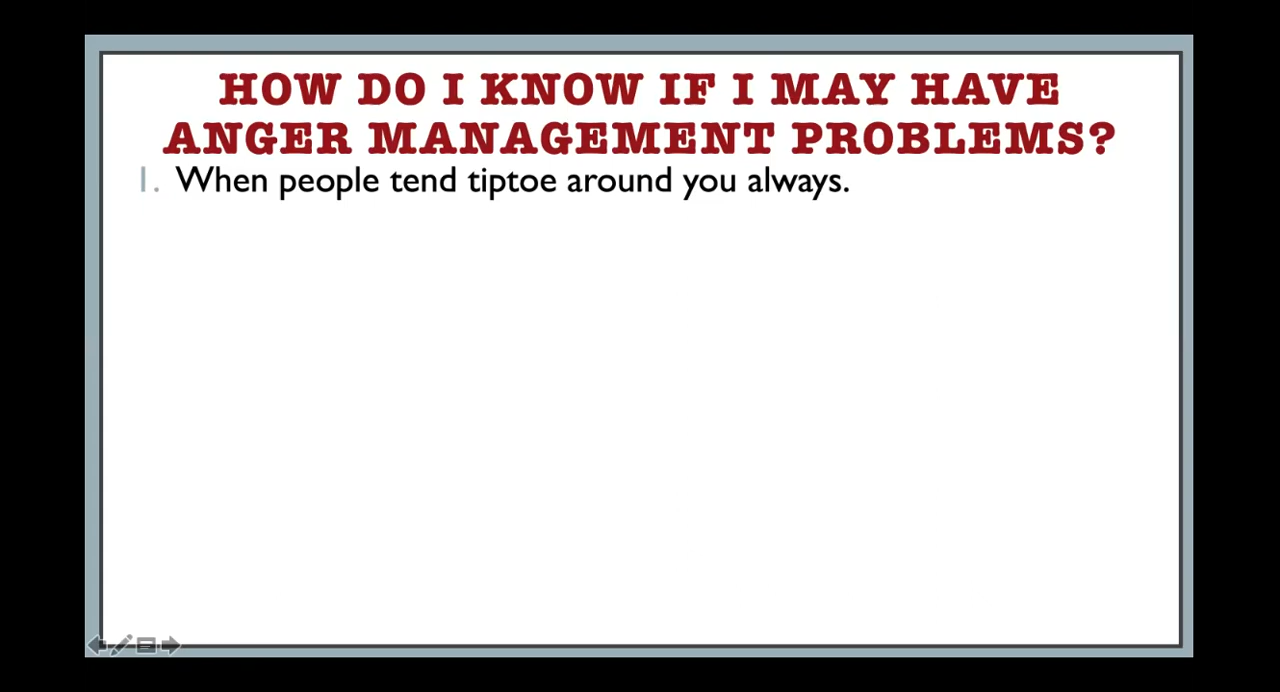 HOW DO I KNOW IF I MAY HAVE
ANGER MANAGEMENT PROBLEMS?
1. When people tend tiptoe around you always.